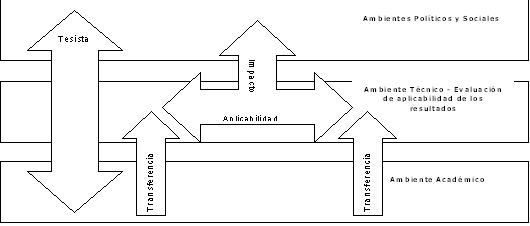 Ambientes Políticos y Sociales
Tesista
Impacto
Ambiente Técnico - Evaluación
de aplicabilidad de los
resultados
Aplicabilidad
Transferencia
Transferencia
Ambiente Académico